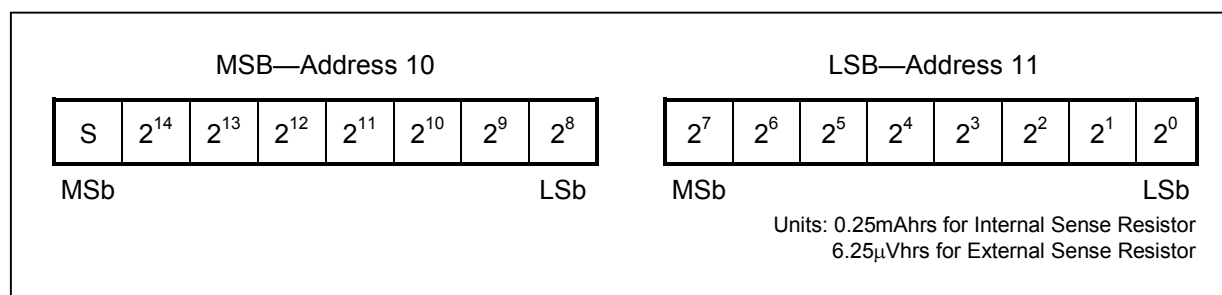 MSB—Address 10
LSB—Address 11
S 2^14 2^13 2^12 2^11 2^10 2^9 2^8
2^7 2^6 2^5 2^4 2^3 2^2 2^1 2^0
MSb LSb
MSb LSb
Units: 0.25mAhrs for Internal Sense Resistor
6.25μVhrs for External Sense Resistor